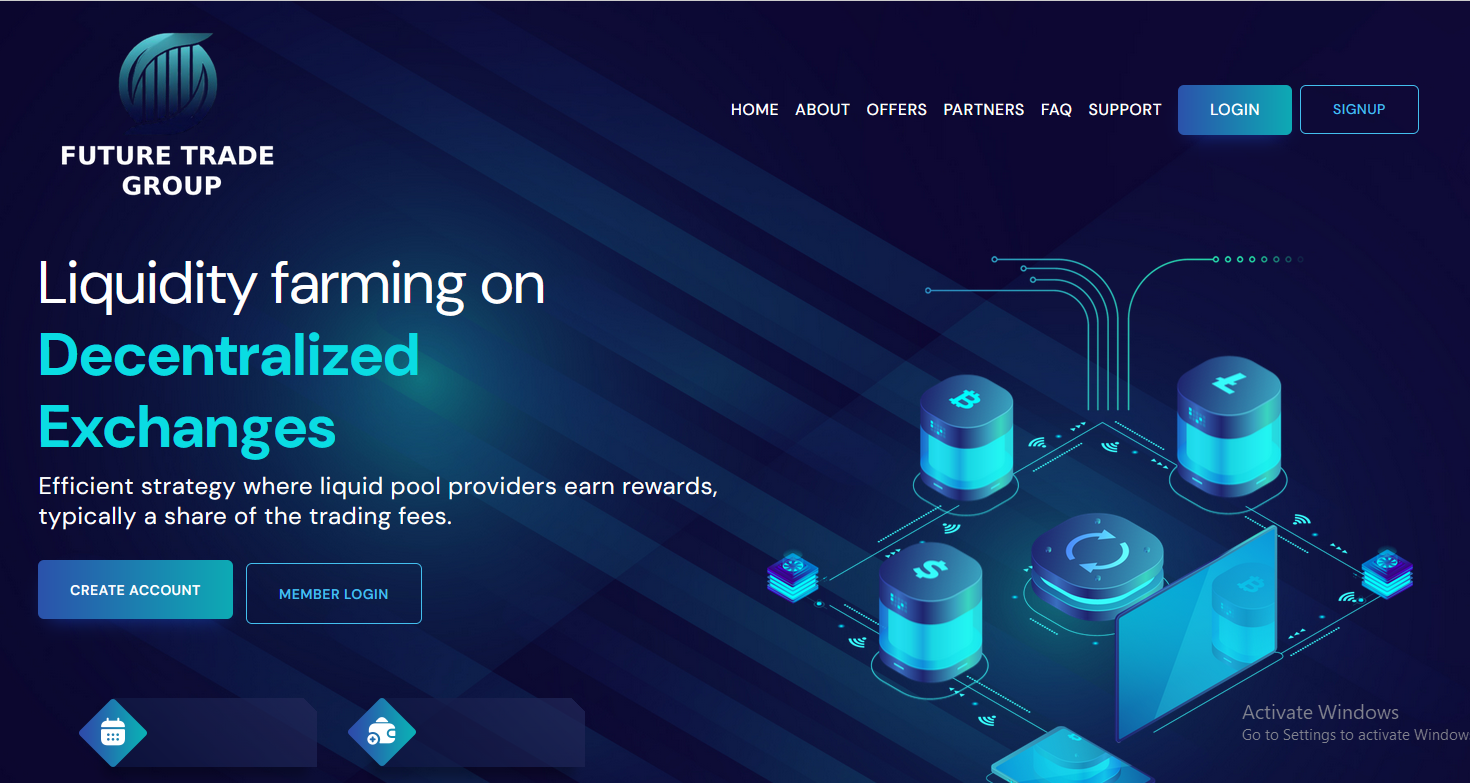 FUTURE TRADE
GROUP
HOME ABOUT OFFERS PARTNERS FAQ SUPPORT LOGIN SIGNUP
Liquidity farming on
Decentralized
Exchanges
Efficient strategy where liquid pool providers earn rewards,
typically a share of the trading fees.
CREATE ACCOUNT MEMBER LOGIN
Activate Windows
Go to Settings to activate Window